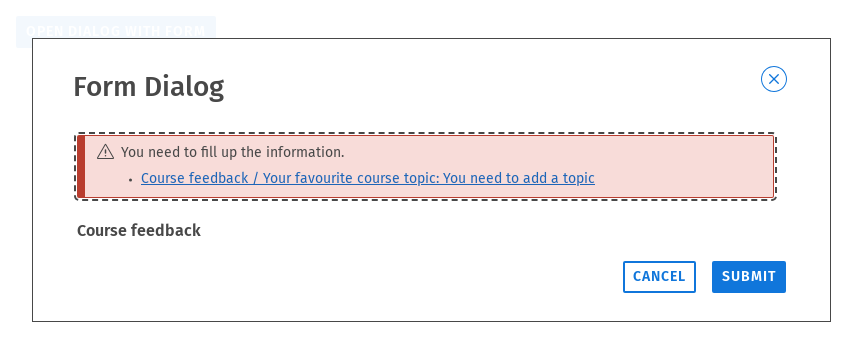 OPEN DIALOG WITH FORM
Form Dialog
You need to fill up the information.
• Course feedback / Your favourite course topic: You need to add a topic
Course feedback
CANCEL
SUBMIT